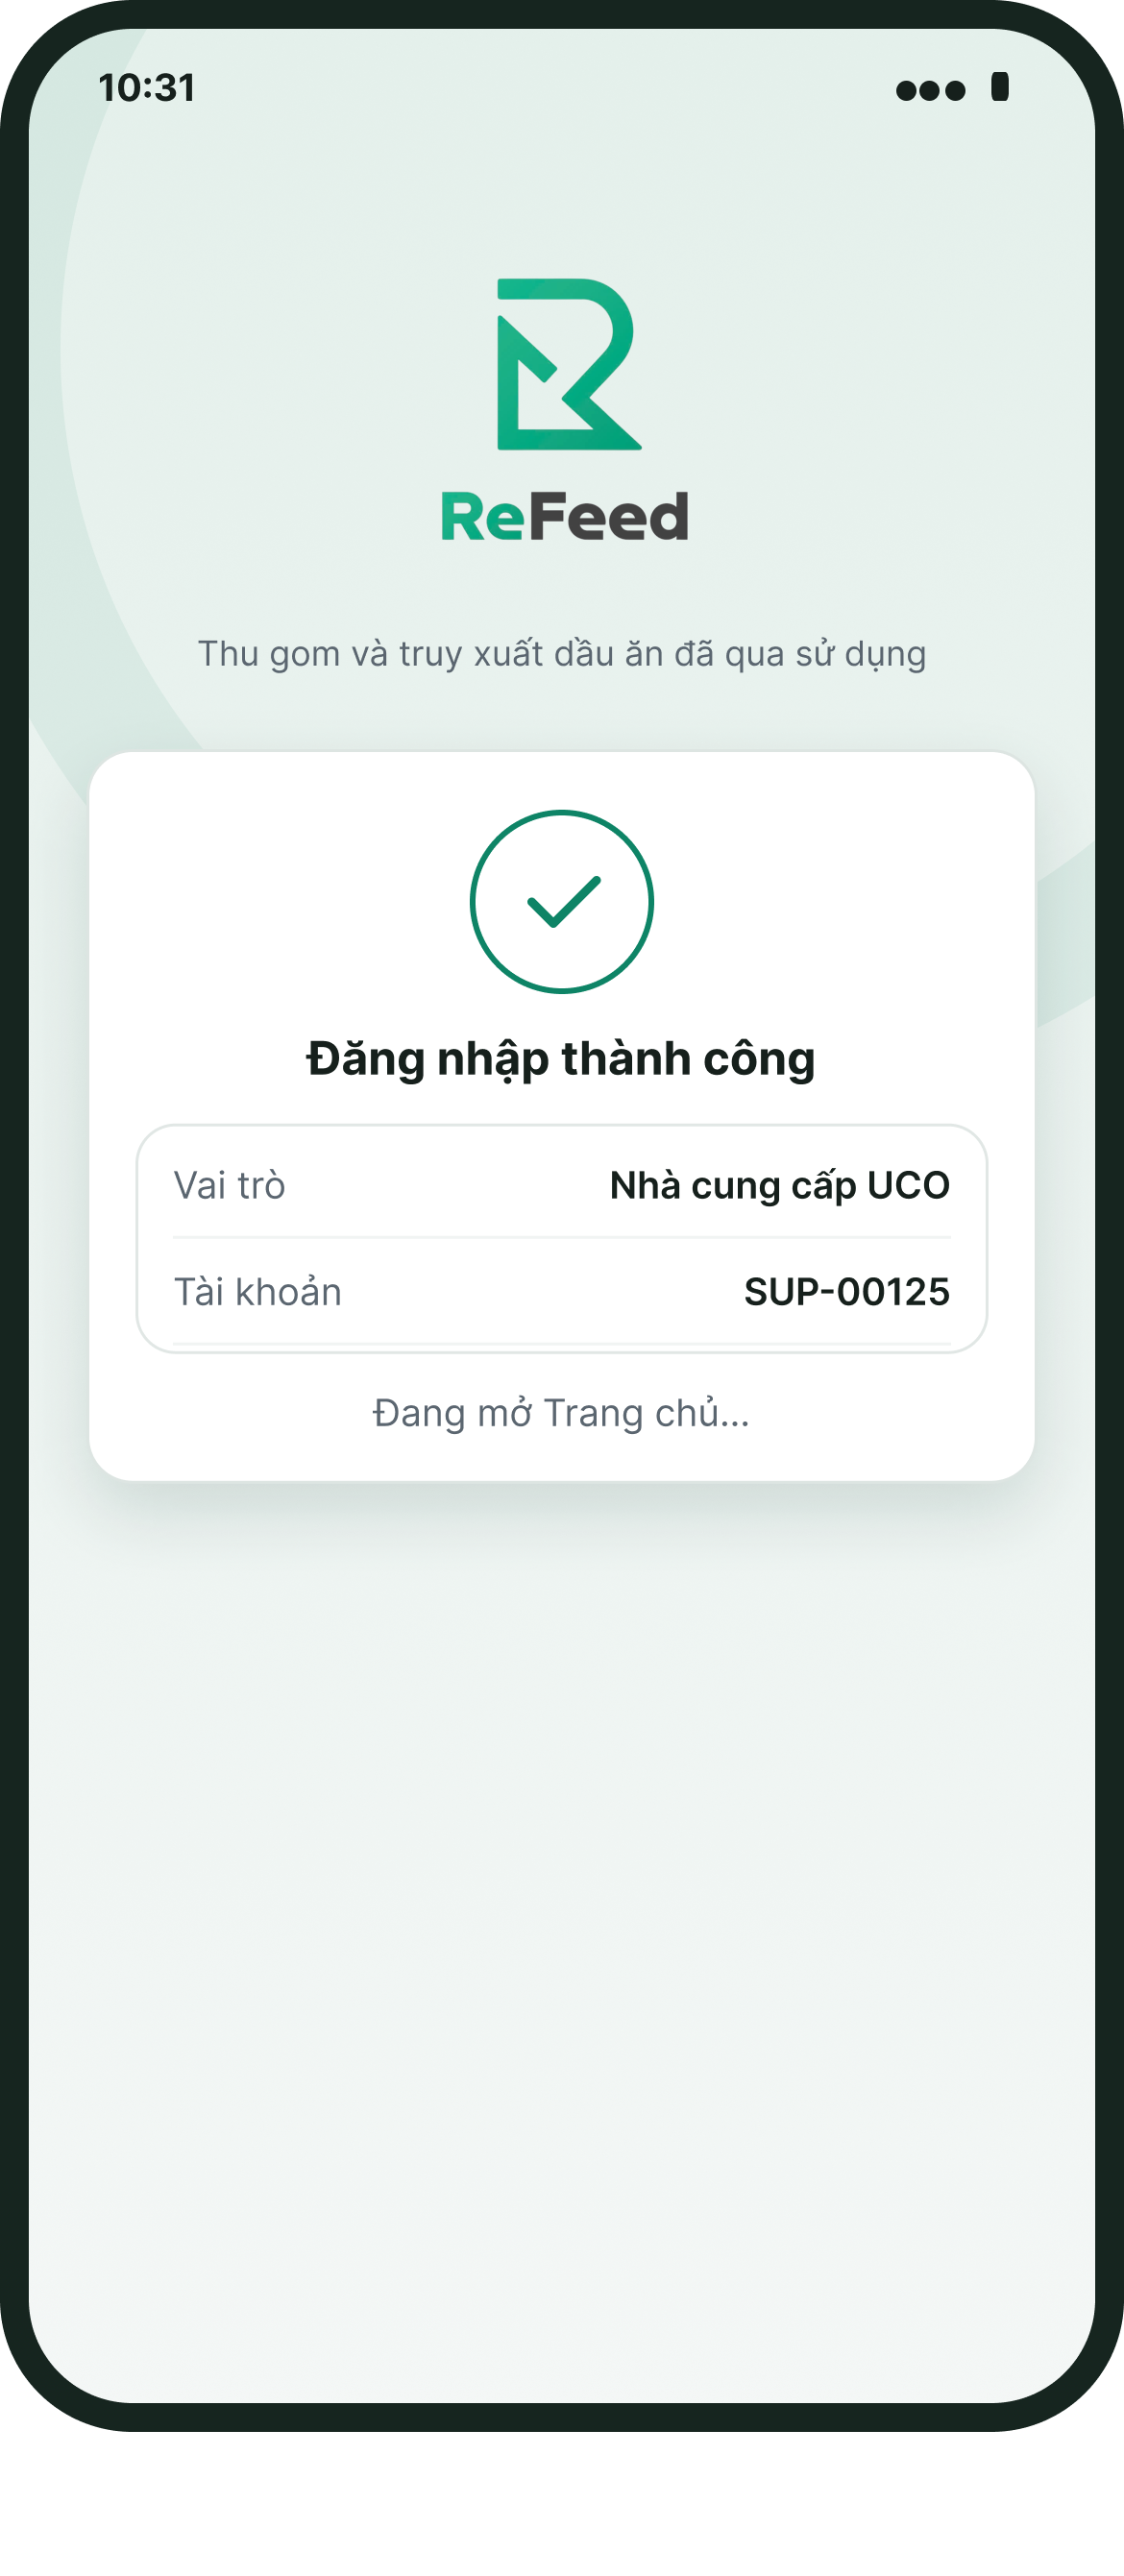 10:31
ReFeed
Thu gom và truy xuất dầu ăn đã qua sử dụng
Đăng nhập thành công
Vai trò Nhà cung cấp UCO
Tài khoản SUP-00125
Đang mở Trang chủ...